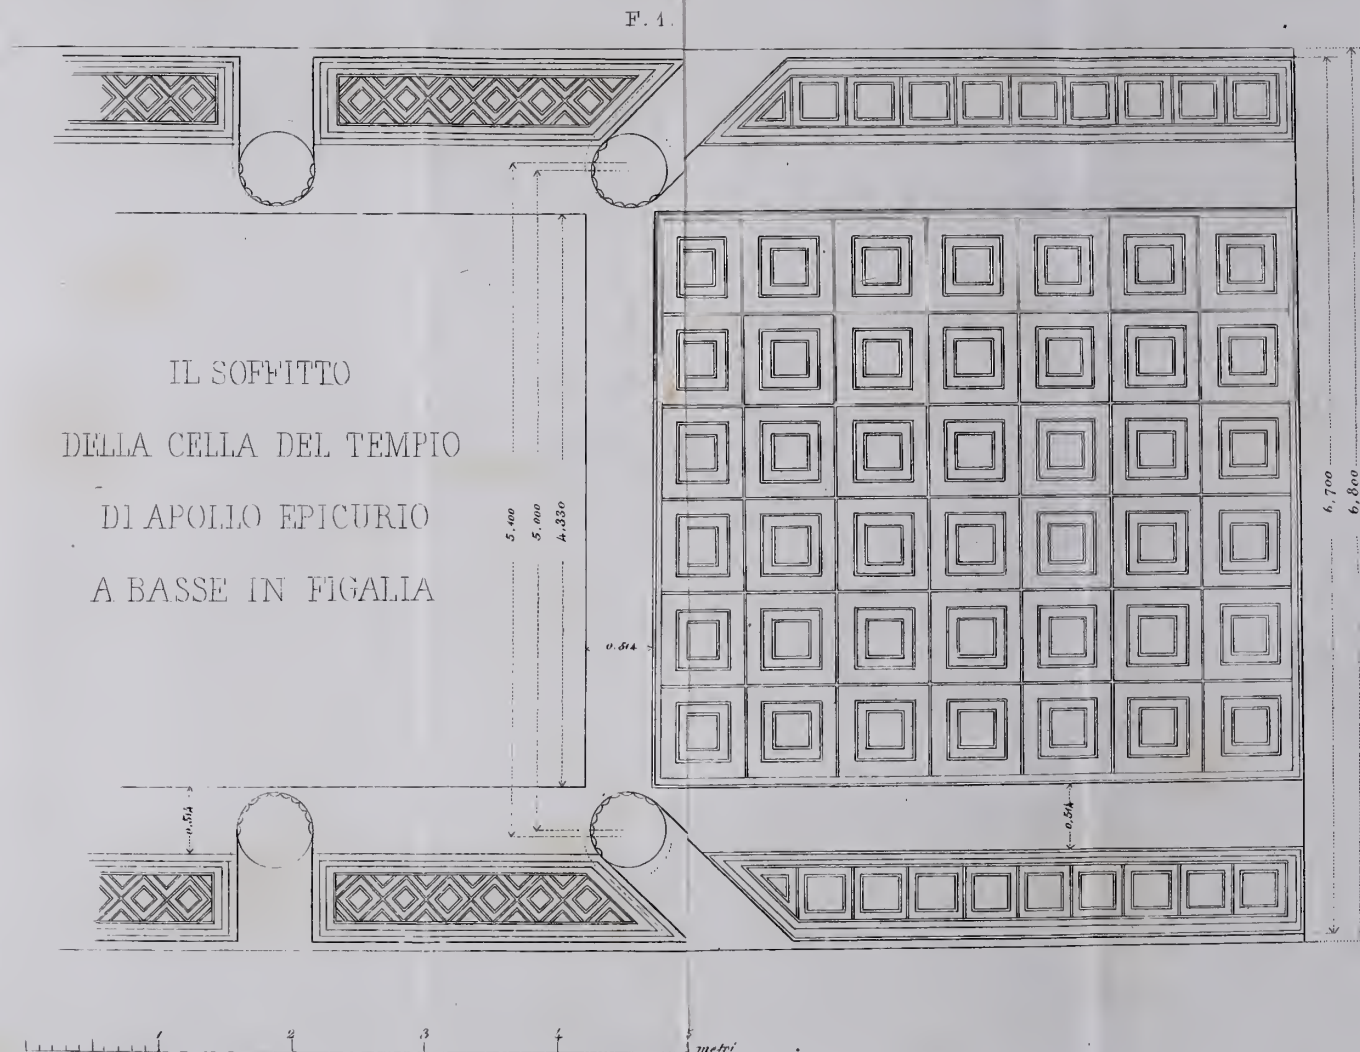 F. 1.
IL SOFFITTO
DELLA CELLA DEL TEMPIO
DI APOLLO EPICURIO
A BASSE IN FIGALIA
5,400
5,000
4,330
0,514
0,514
0,514
6,700
6,800
1 2 3 4 5
metri